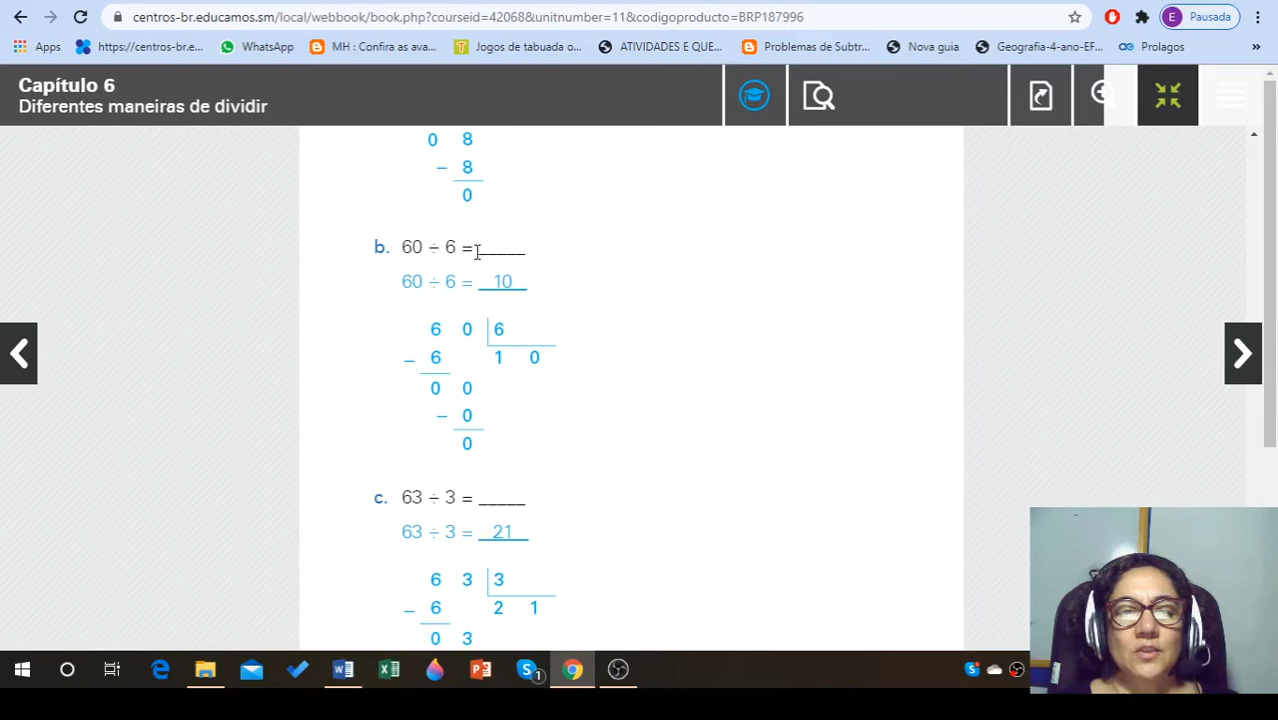 centros-br.educamos.sm/local/webbook/book.php?courseid=42068&unitnumber=11&codigoproducto=BRP187996
E Pausada
Apps https://centros-br.e... WhatsApp MH : Confira as ava... Jogos de tabuada o... ATIVIDADES E QUE... Problemas de Subtr... Nova guia Geografia-4-ano-EF... Prolagos »
Capítulo 6
Diferentes maneiras de dividir
0 8
– 8
0
b. 60 ÷ 6 = _____
60 ÷ 6 = 10
6 0 6
– 6 1 0
0 0
– 0
0
c. 63 ÷ 3 = _____
63 ÷ 3 = 21
6 3 3
– 6 2 1
0 3
1